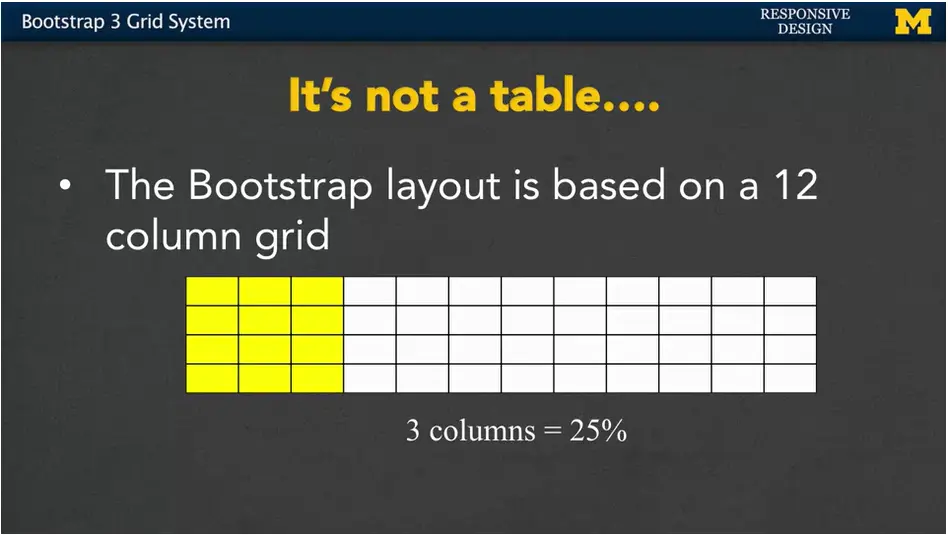 Bootstrap 3 Grid System
RESPONSIVE
DESIGN
M
It's not a table....
• The Bootstrap layout is based on a 12
column grid
3 columns = 25%